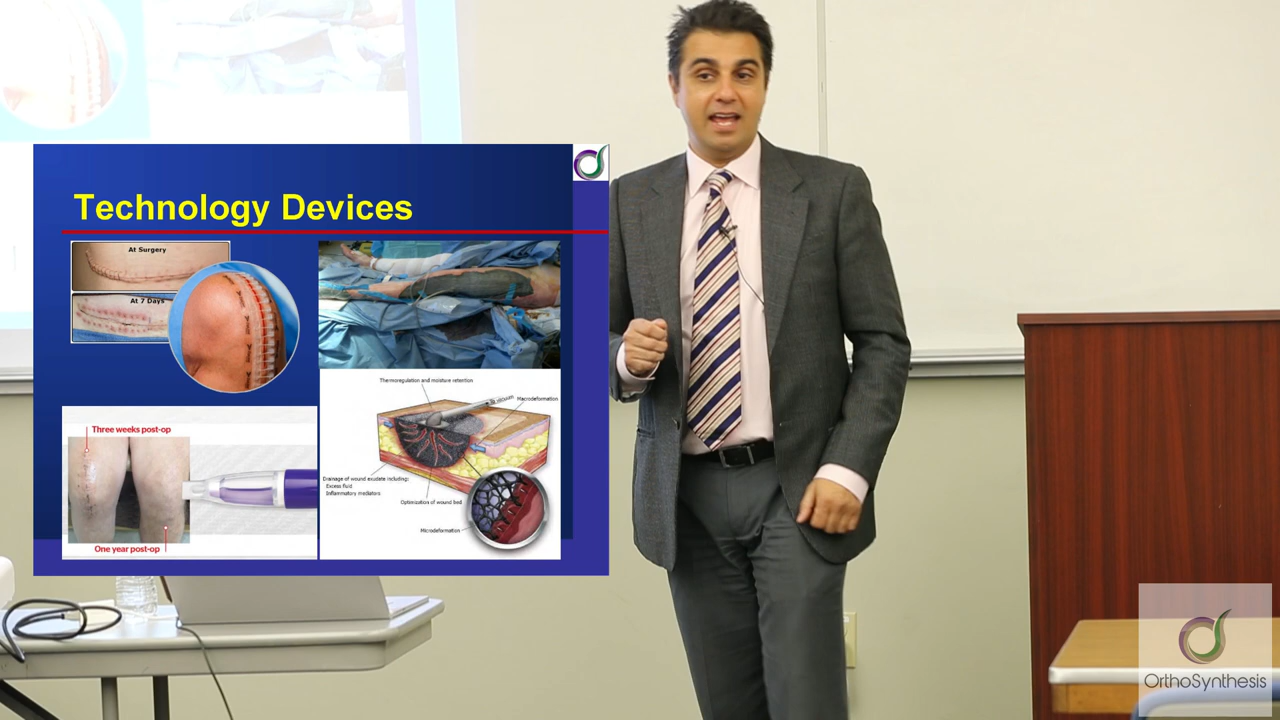 Technology Devices
At Surgery
At 7 Days
Three weeks post-op
One year post-op
Thermoregulation and moisture retention
Macrodeformation
Drainage of wound exudate including:
Excess fluid
Inflammatory mediators
Optimization of wound bed
Microdeformation
OrthoSynthesis